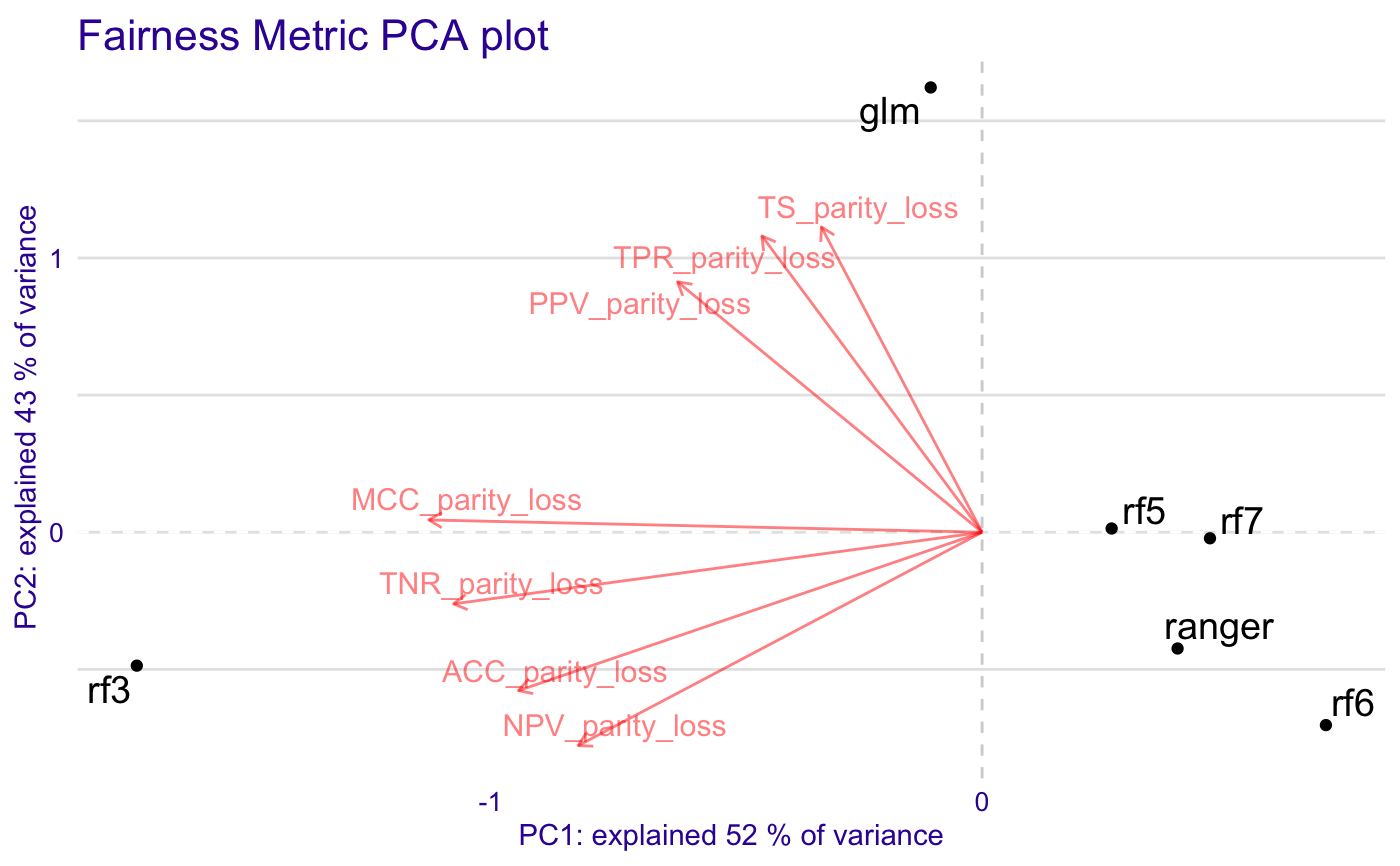 Fairness Metric PCA plot
glm
TS_parity_loss
TPR_parity_loss
PPV_parity_loss
MCC_parity_loss
TNR_parity_loss
ACC_parity_loss
NPV_parity_loss
rf5
rf7
ranger
rf6
rf3
1
0
PC2: explained 43 % of variance
-1
0
PC1: explained 52 % of variance